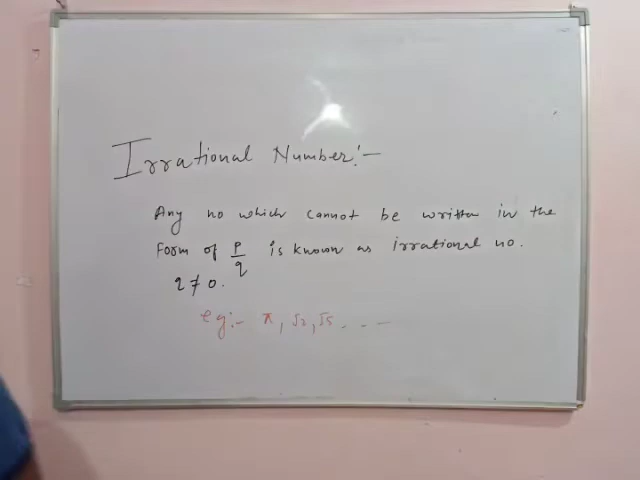 Irrational Number:-
Any no which cannot be written in the
form of p/q is known as irrational no.
q ≠ 0.
eg:- π, √2, √5, - - -